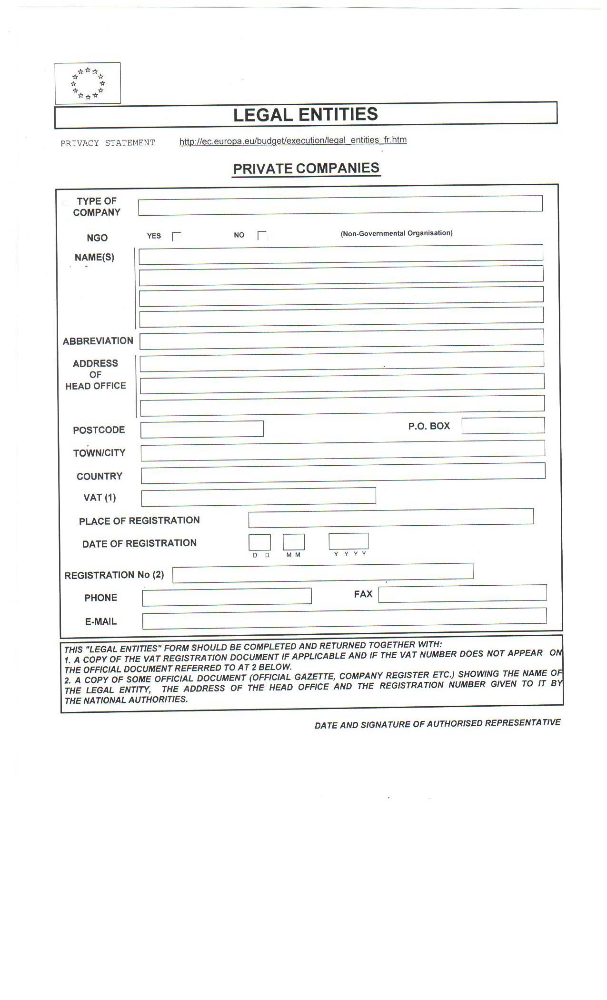 LEGAL ENTITIES
PRIVACY STATEMENT http://ec.europa.eu/budget/execution/legal_entities_fr.htm
PRIVATE COMPANIES
TYPE OF
COMPANY
NGO YES NO (Non-Governmental Organisation)
NAME(S)
ABBREVIATION
ADDRESS
OF
HEAD OFFICE
POSTCODE P.O. BOX
TOWN/CITY
COUNTRY
VAT (1)
PLACE OF REGISTRATION
DATE OF REGISTRATION
D D M M Y Y Y Y
REGISTRATION No (2)
PHONE FAX
E-MAIL
THIS "LEGAL ENTITIES" FORM SHOULD BE COMPLETED AND RETURNED TOGETHER WITH:
1. A COPY OF THE VAT REGISTRATION DOCUMENT IF APPLICABLE AND IF THE VAT NUMBER DOES NOT APPEAR ON
THE OFFICIAL DOCUMENT REFERRED TO AT 2 BELOW.
2. A COPY OF SOME OFFICIAL DOCUMENT (OFFICIAL GAZETTE, COMPANY REGISTER ETC.) SHOWING THE NAME OF
THE LEGAL ENTITY, THE ADDRESS OF THE HEAD OFFICE AND THE REGISTRATION NUMBER GIVEN TO IT BY
THE NATIONAL AUTHORITIES.
DATE AND SIGNATURE OF AUTHORISED REPRESENTATIVE